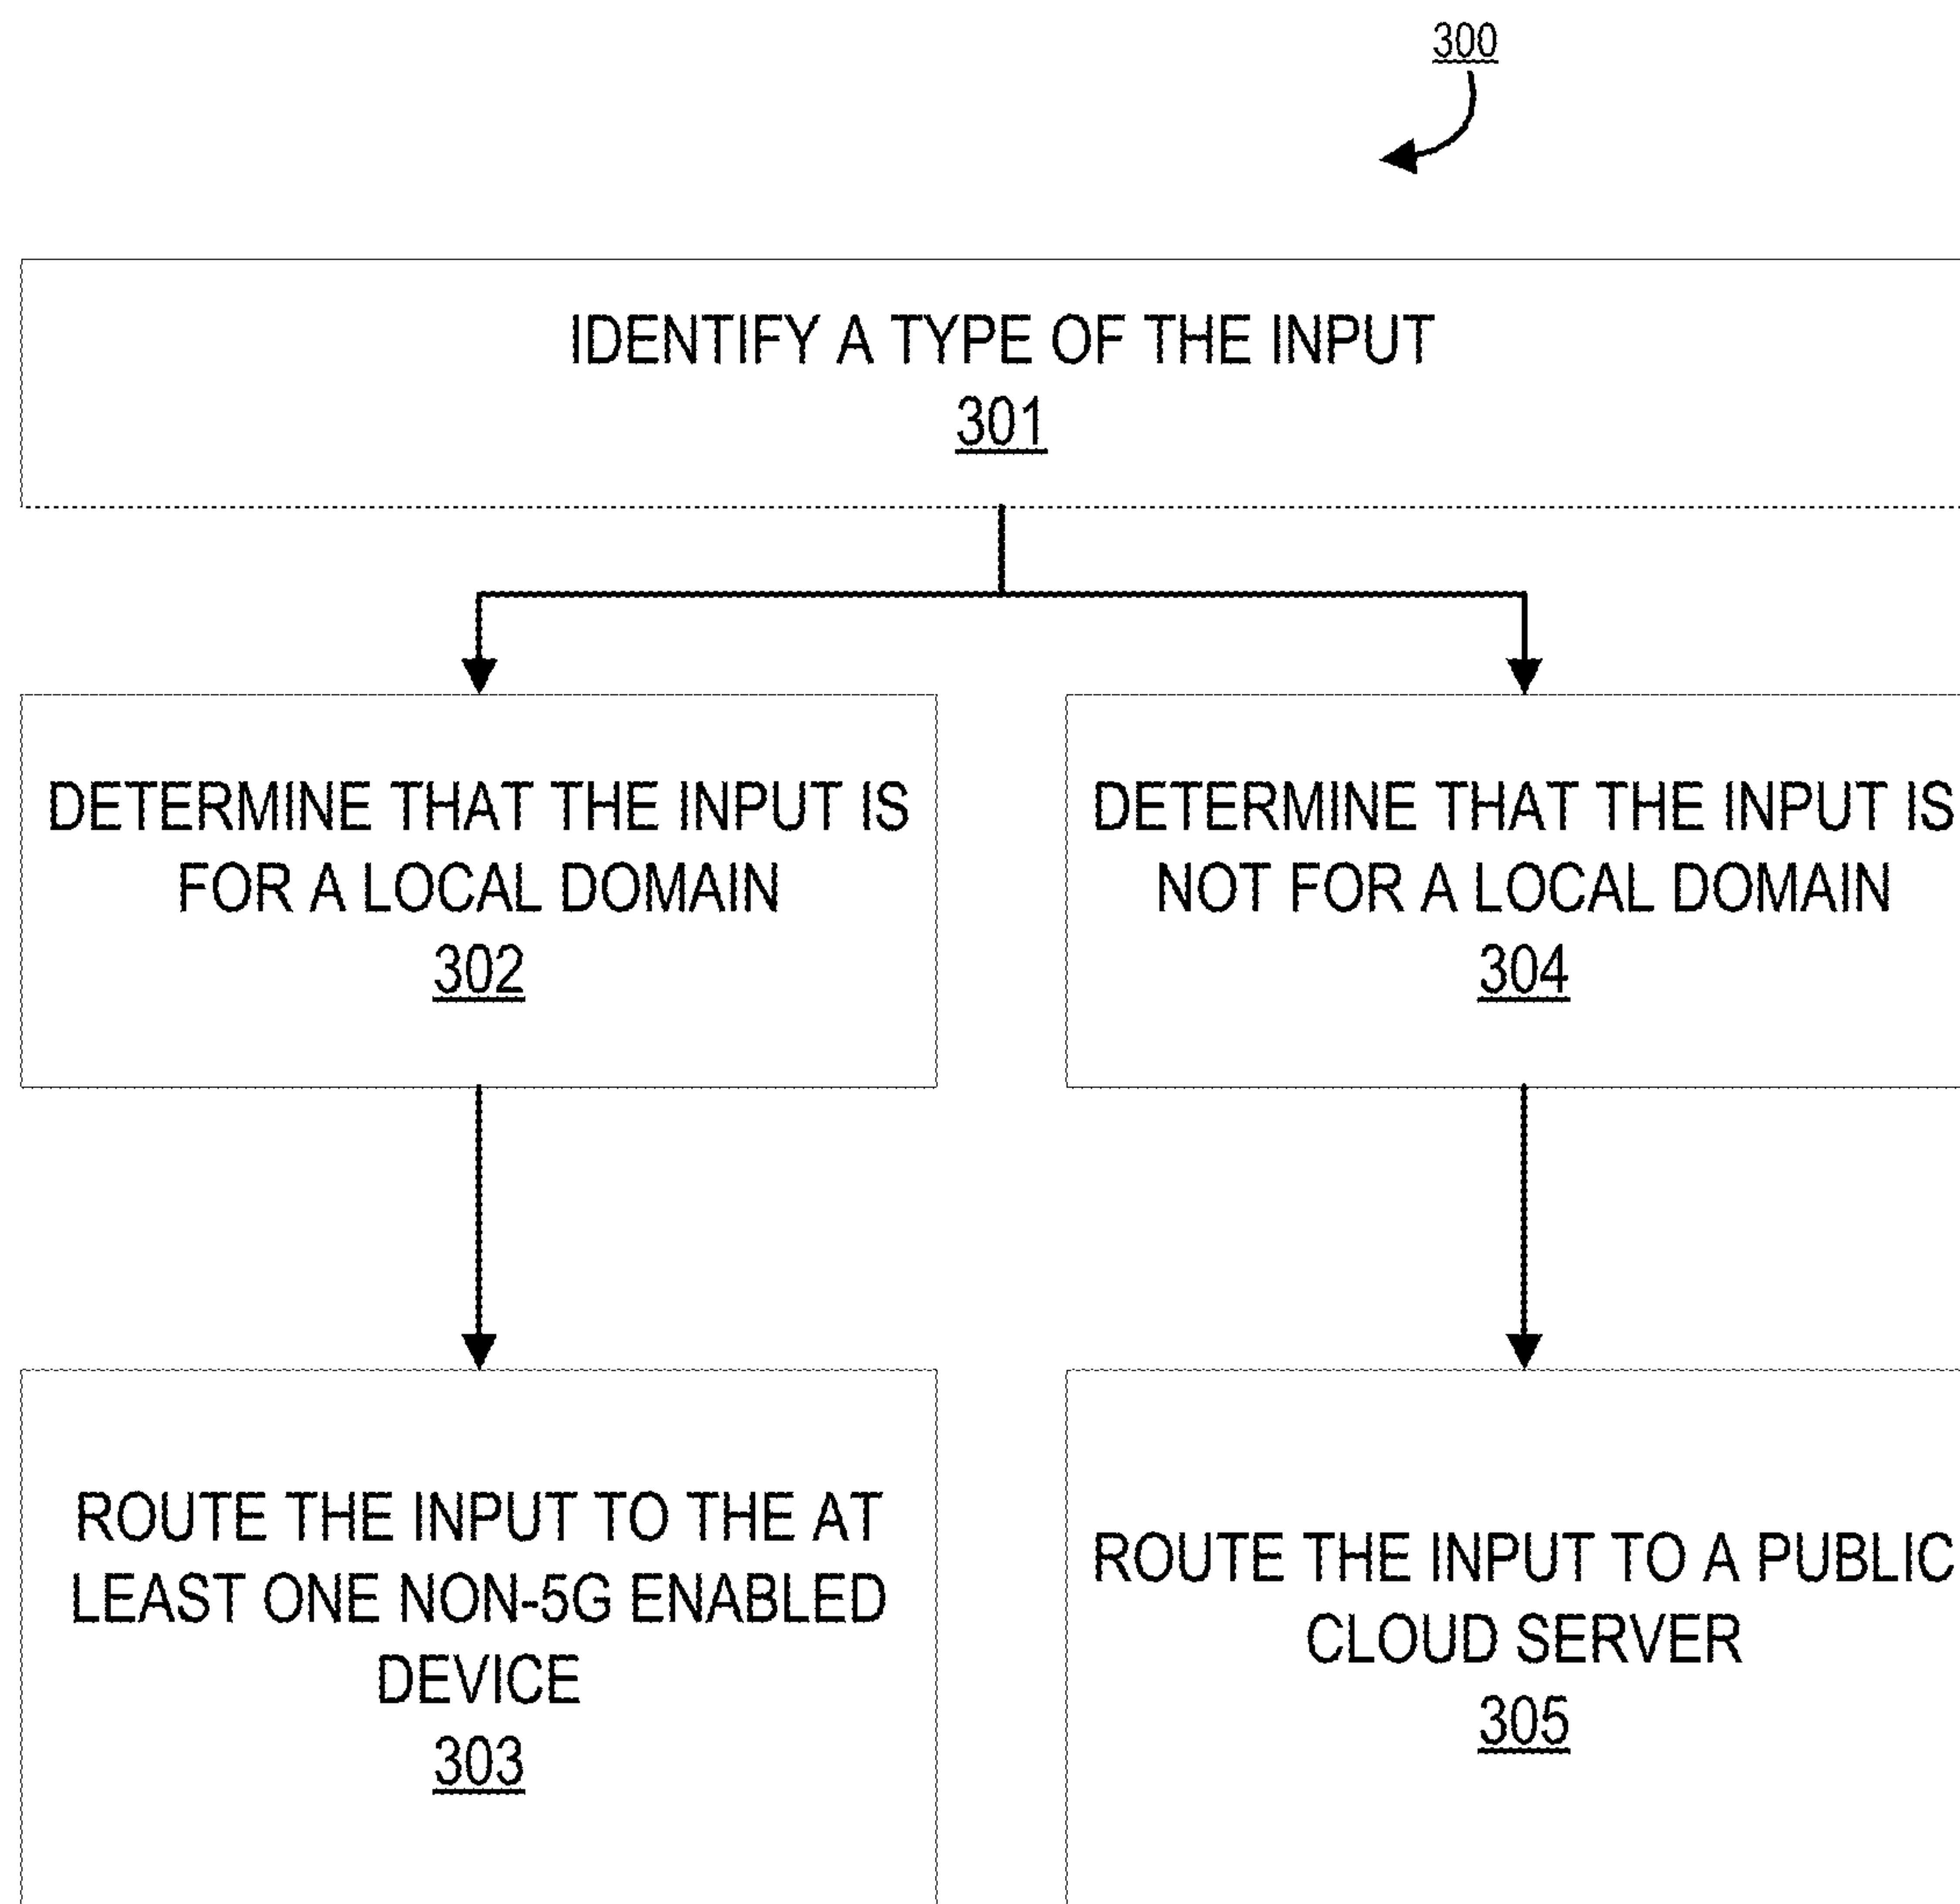 300
IDENTIFY A TYPE OF THE INPUT
301
DETERMINE THAT THE INPUT IS
FOR A LOCAL DOMAIN
302
DETERMINE THAT THE INPUT IS
NOT FOR A LOCAL DOMAIN
304
ROUTE THE INPUT TO THE AT
LEAST ONE NON-5G ENABLED
DEVICE
303
ROUTE THE INPUT TO A PUBLIC
CLOUD SERVER
305